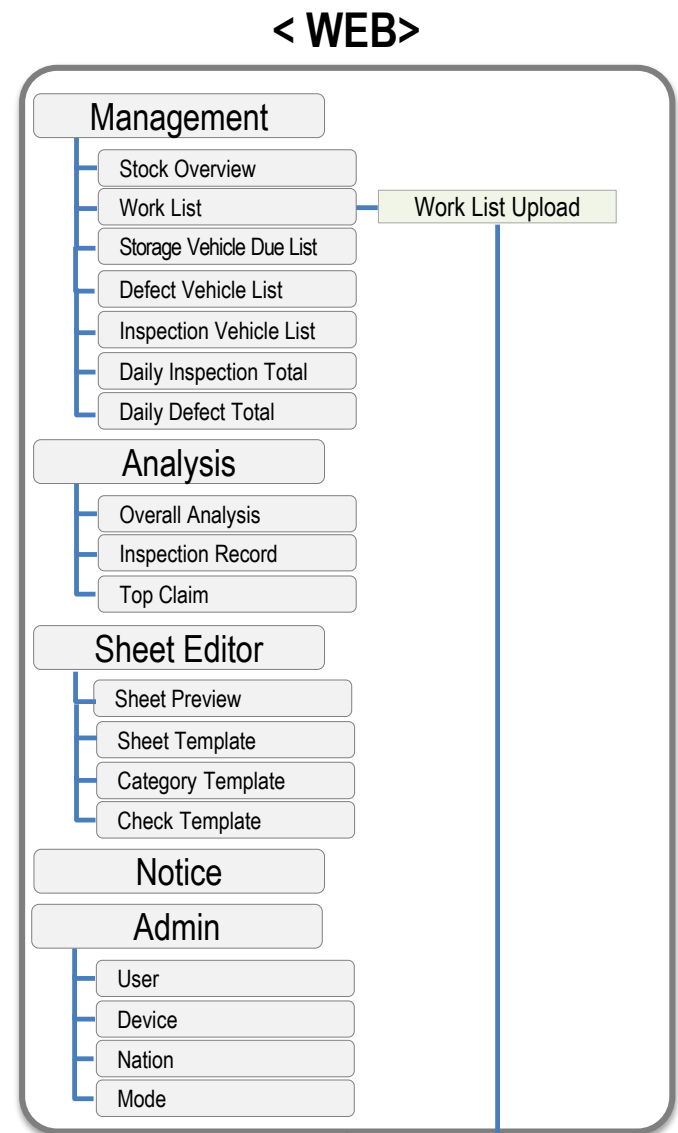 < WEB>
Management
Stock Overview
Work List
Work List Upload
Storage Vehicle Due List
Defect Vehicle List
Inspection Vehicle List
Daily Inspection Total
Daily Defect Total
Analysis
Overall Analysis
Inspection Record
Top Claim
Sheet Editor
Sheet Preview
Sheet Template
Category Template
Check Template
Notice
Admin
User
Device
Nation
Mode